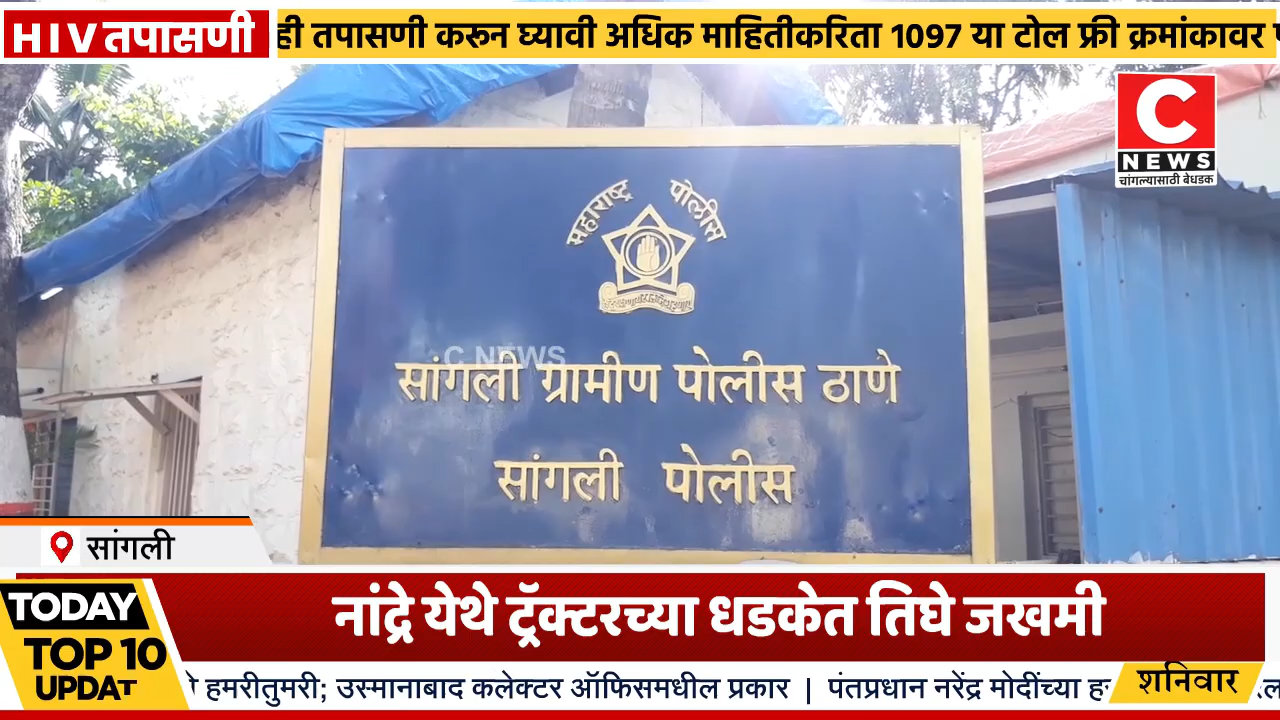 HIV तपासणी
ही तपासणी करून घ्यावी अधिक माहितीकरिता 1097 या टोल फ्री क्रमांकावर
C
NEWS
चांगल्यासाठी बेधडक
महाराष्ट्र पोलीस
C NEWS
सांगली ग्रामीण पोलीस ठाणे
सांगली पोलीस
सांगली
नांद्रे येथे ट्रॅक्टरच्या धडकेत तिघे जखमी
TODAY
TOP 10
UPDAT
हमरीतुमरी; उस्मानाबाद कलेक्टर ऑफिसमधील प्रकार | पंतप्रधान नरेंद्र मोदींच्या
शनिवार